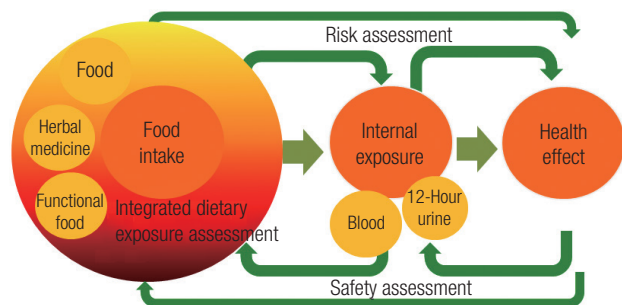 Risk assessment
Food
Herbal
medicine
Functional
food
Food
intake
Integrated dietary
exposure assessment
Internal
exposure
Blood
12-Hour
urine
Health
effect
Safety assessment